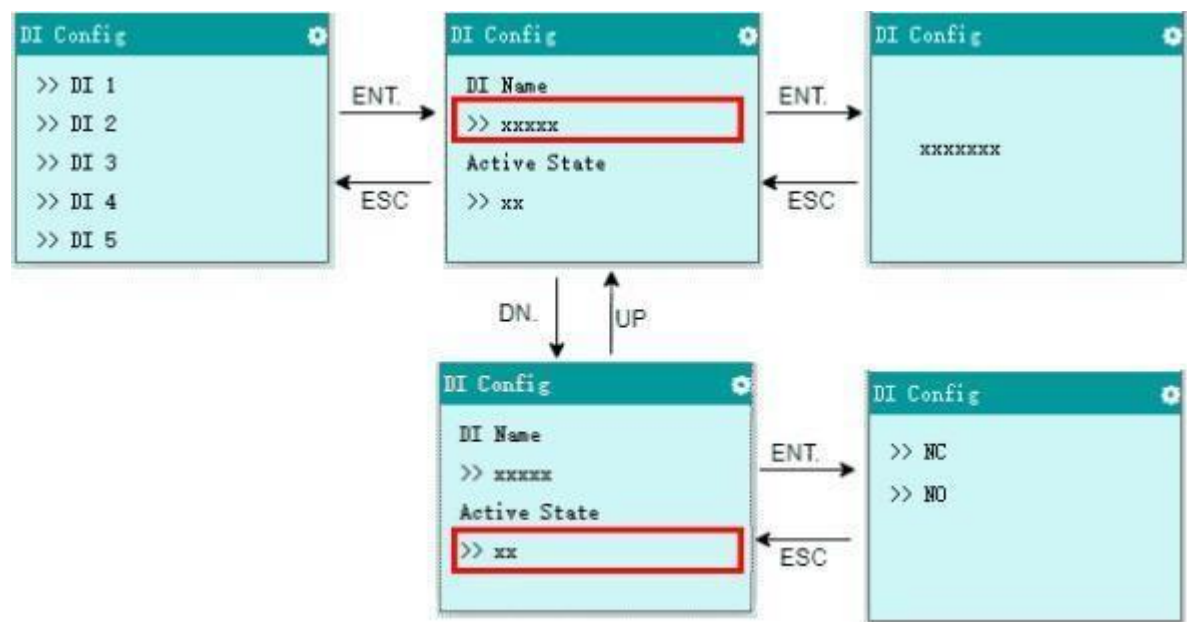 DI Config
>> DI 1
>> DI 2
>> DI 3
>> DI 4
>> DI 5
ENT.
ESC
DI Config
DI Name
>> xxxxx
Active State
>> xx
ENT.
ESC
DI Config
xxxxxxx
DN.
UP
DI Config
DI Name
>> xxxxx
Active State
>> xx
ENT.
ESC
DI Config
>> NC
>> NO